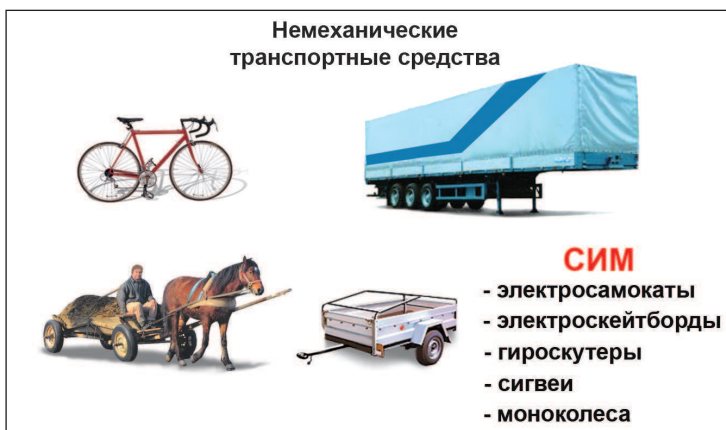 Немеханические
транспортные средства
СИМ
- электросамокаты
- электроскейтборды
- гироскутеры
- сигвеи
- моноколеса